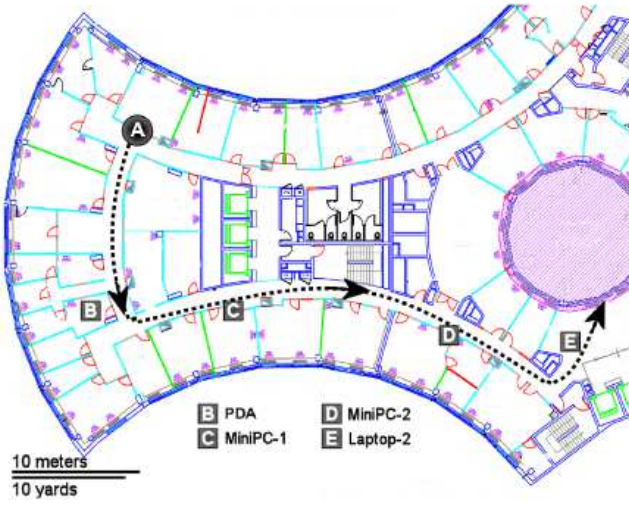 A
B
C
D
E
B PDA
D MiniPC-2
C MiniPC-1
E Laptop-2
10 meters
10 yards